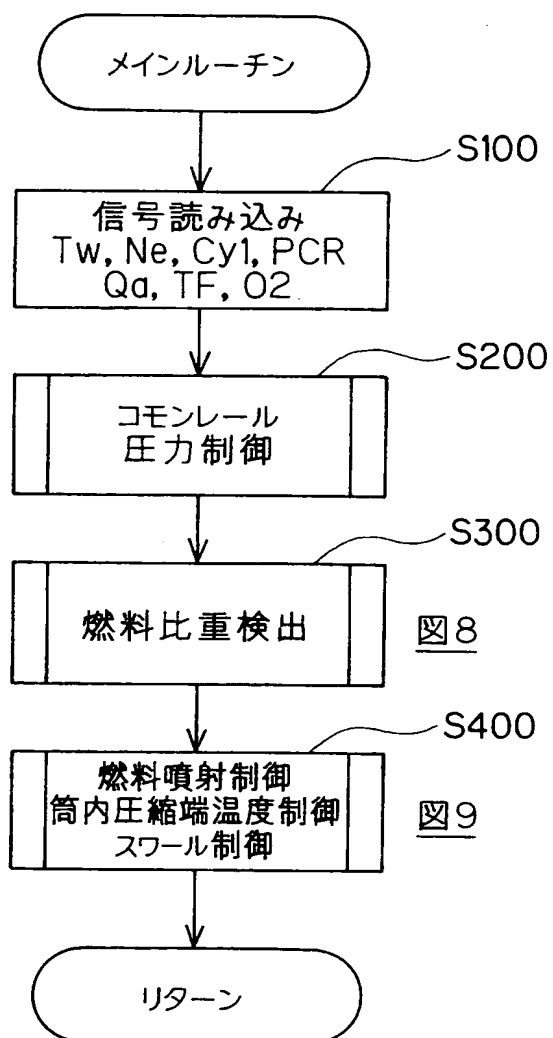 メインルーチン
S100
信号読み込み
Tw, Ne, Cyl, PCR
Qa, TF, O2
S200
コモンレール
圧力制御
S300
燃料比重検出
図8
S400
燃料噴射制御
筒内圧縮端温度制御
スワール制御
図9
リターン